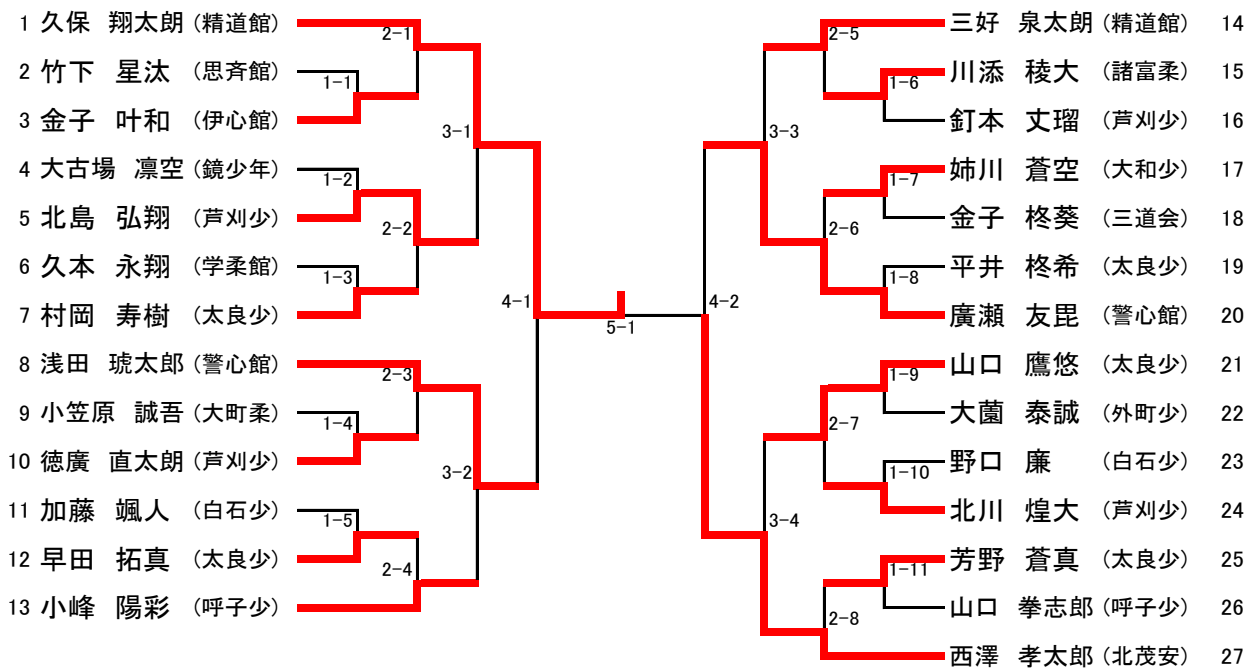 1 久保 翔太朗 (精道館)
2 竹下 星汰 (思斉館)
3 金子 叶和 (伊心館)
4 大古場 凛空 (鏡少年)
5 北島 弘翔 (芦刈少)
6 久本 永翔 (学柔館)
7 村岡 寿樹 (太良少)
8 浅田 琥太郎 (警心館)
9 小笠原 誠吾 (大町柔)
10 徳廣 直太朗 (芦刈少)
11 加藤 颯人 (白石少)
12 早田 拓真 (太良少)
13 小峰 陽彩 (呼子少)
2-1
1-1
3-1
1-2
2-2
1-3
4-1
2-3
1-4
3-2
1-5
2-4
5-1
4-2
2-5
1-6
3-3
1-7
2-6
1-8
1-9
2-7
1-10
3-4
1-11
2-8
三好 泉太朗 (精道館) 14
川添 稜大 (諸富柔) 15
釘本 丈瑠 (芦刈少) 16
姉川 蒼空 (大和少) 17
金子 柊葵 (三道会) 18
平井 柊希 (太良少) 19
廣瀬 友毘 (警心館) 20
山口 鷹悠 (太良少) 21
大薗 泰誠 (外町少) 22
野口 廉 (白石少) 23
北川 煌大 (芦刈少) 24
芳野 蒼真 (太良少) 25
山口 拳志郎 (呼子少) 26
西澤 孝太郎 (北茂安) 27